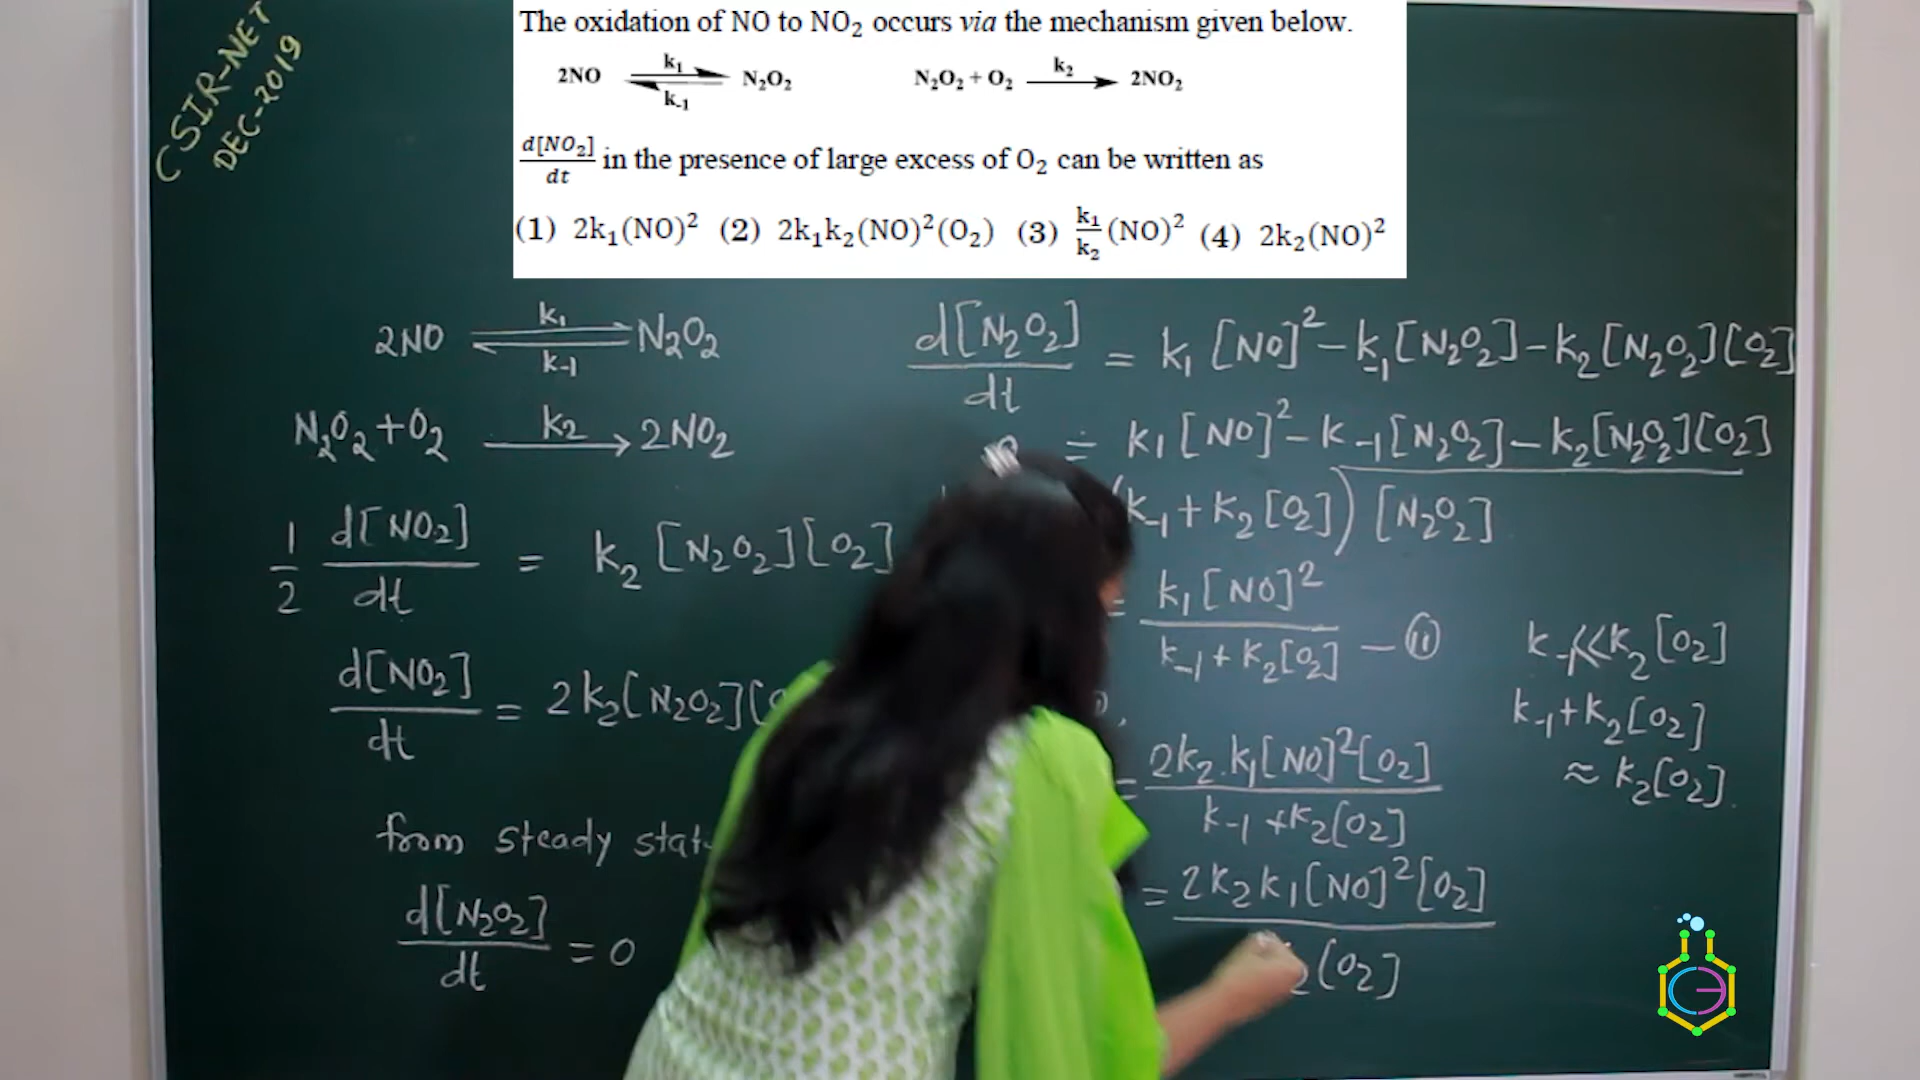 CSIR-NET
DEC-2019
The oxidation of NO to NO₂ occurs via the mechanism given below.
2NO ⇌ N₂O₂ k₁ k₋₁ N₂O₂ + O₂ → 2NO₂ k₂
d[NO₂]/dt in the presence of large excess of O₂ can be written as
(1) 2k₁(NO)² (2) 2k₁k₂(NO)²(O₂) (3) k₁/k₂ (NO)² (4) 2k₂(NO)²
2NO ⇌ N₂O₂ k₁ k-1
N₂O₂+O₂ → 2NO₂ k₂
1/2 d[NO₂]/dt = k₂[N₂O₂][O₂]
d[NO₂]/dt = 2k₂[N₂O₂][
from steady
d[N₂O₂]/dt = 0
d[N₂O₂]/dt = k₁[NO]²-k₋₁[N₂O₂]-k₂[N₂O₂][O₂]
= k₁[NO]²-k-1[N₂O₂]-k₂[N₂O₂][O₂]
(k₋₁+k₂[O₂])[N₂O₂]
= k₁[NO]²/k₋₁+k₂[O₂] - (ii)
= 2k₂.k₁[NO]²[O₂]/k-1+k₂[O₂]
= 2k₂k₁[NO]²[O₂]/₂[O₂]
k₋₁<<k₂[O₂]
k₋₁+k₂[O₂]
≈ k₂[O₂].